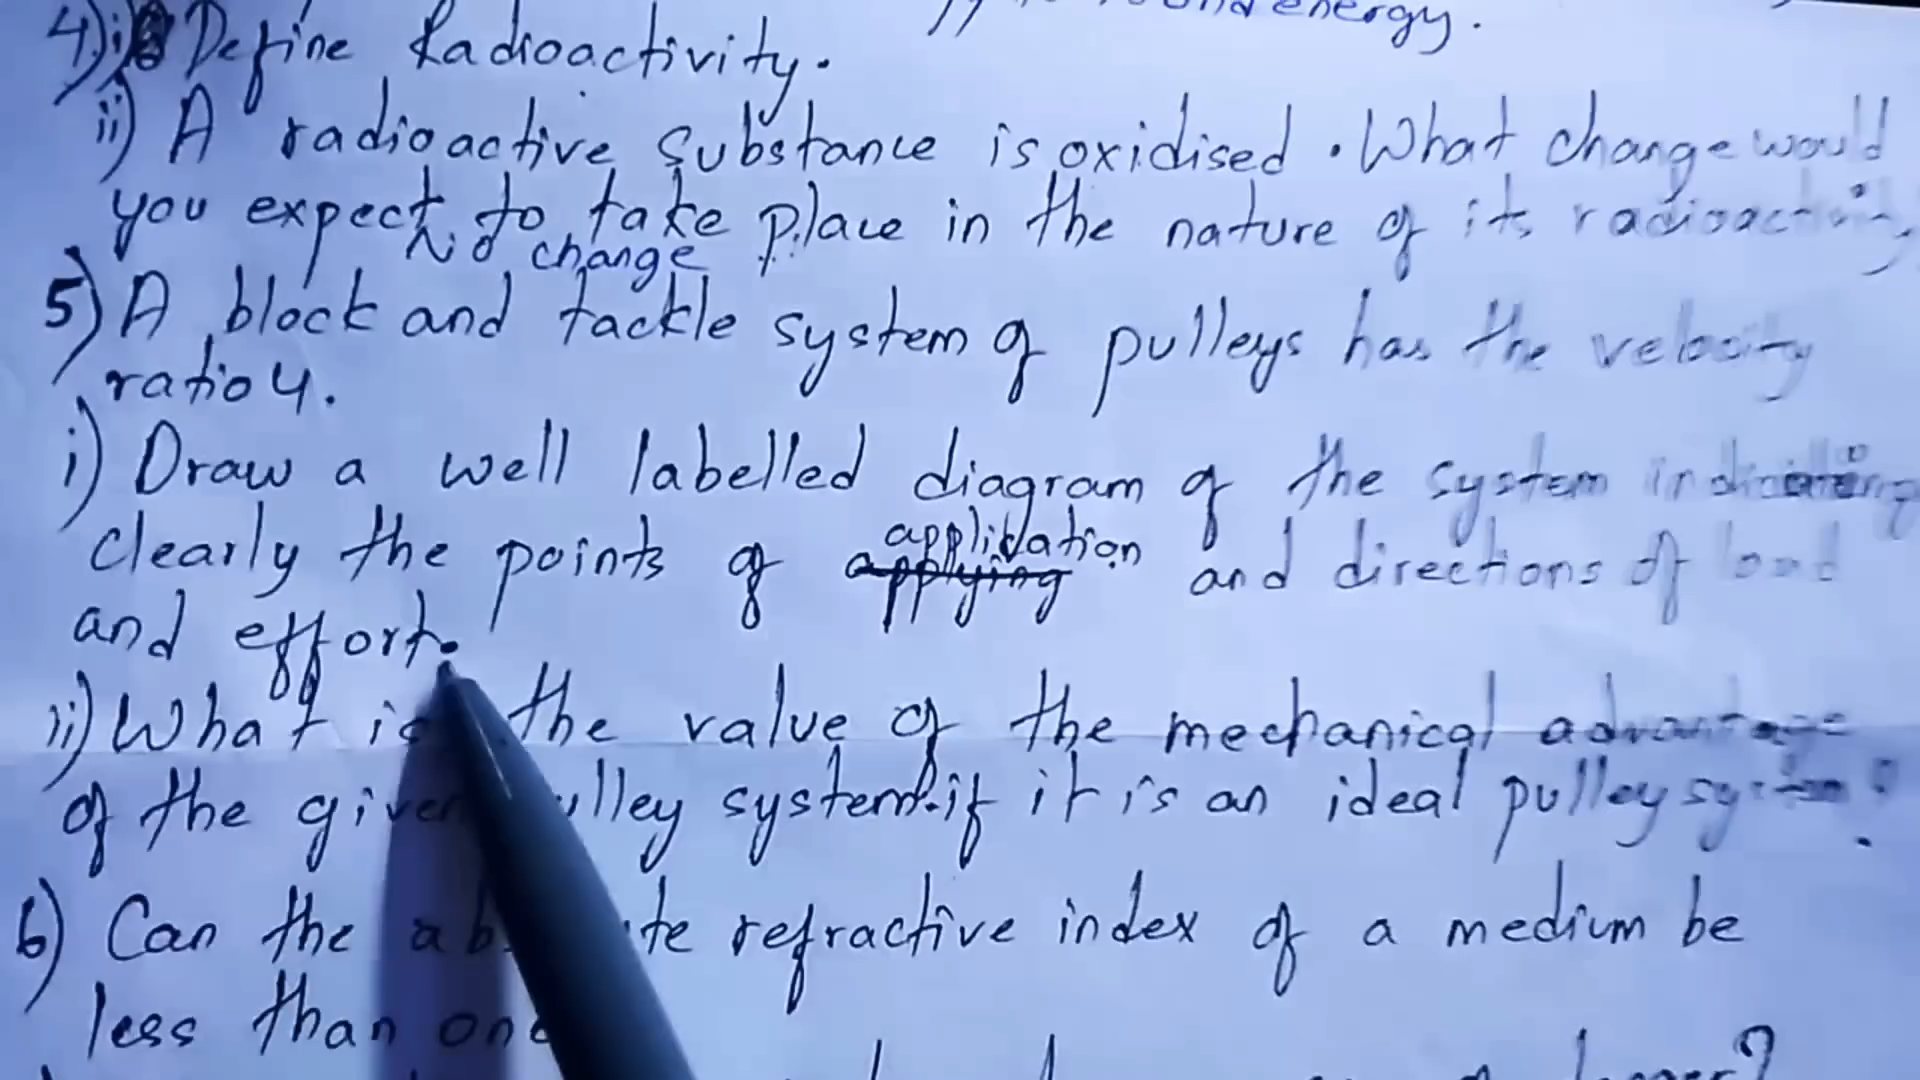 sound energy.
4) i) Define Radioactivity.
ii) A radioactive substance is oxidised. What change would
you expect to take place in the nature of its radioactivity
No change
5) A block and tackle system of pulleys has the velocity
ratio 4.
i) Draw a well labelled diagram of the system indicating
application
clearly the points of applying and directions of load
and effort.
ii) What is the value of the mechanical advantage
of the given pulley system if it is an ideal pulley system?
6) Can the absolute refractive index of a medium be
less than one